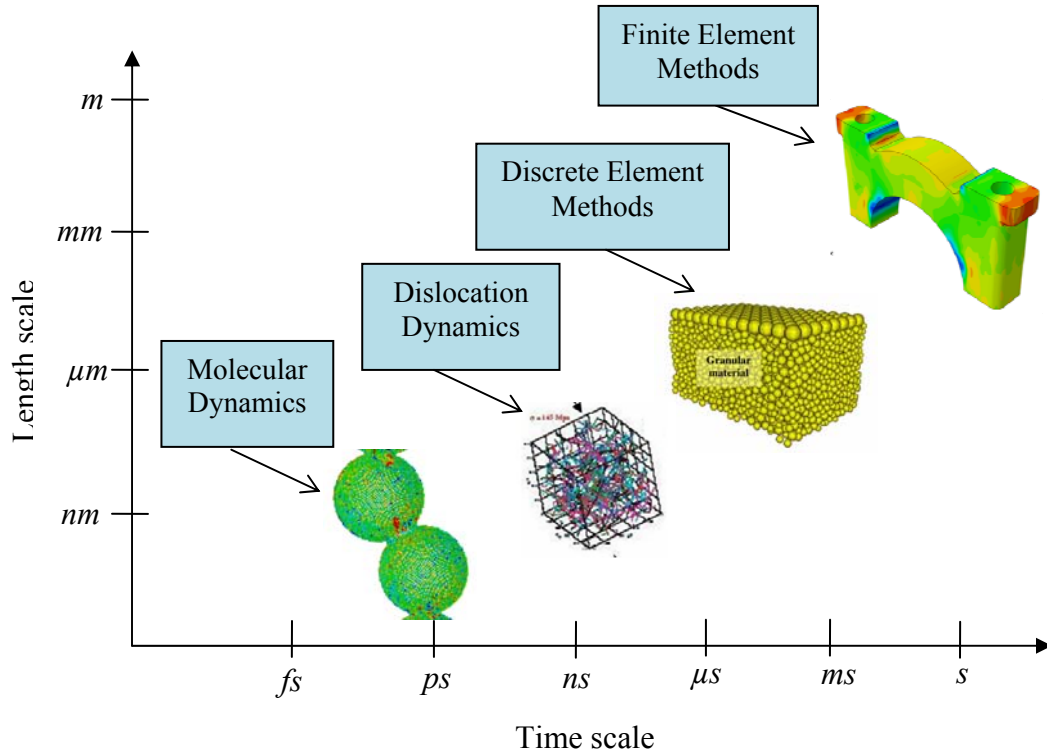 Finite Element
Methods
m
Discrete Element
Methods
mm
Dislocation
Dynamics
Length scale
Granular
material
µm
Molecular
Dynamics
nm
fs
ps
ns
µs
ms
s
Time scale